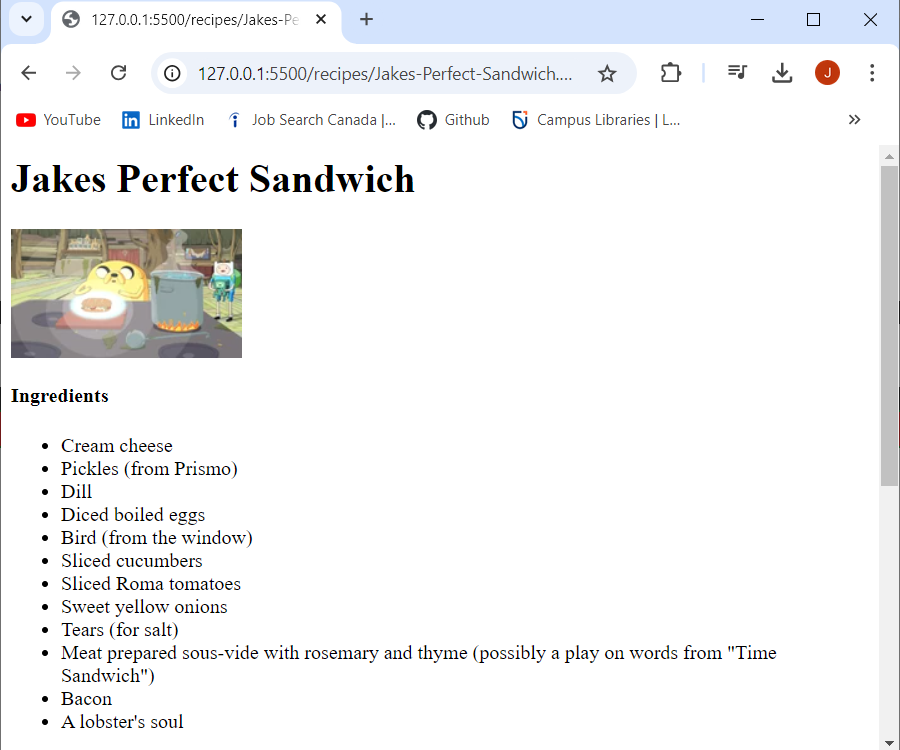 127.0.0.1:5500/recipes/Jakes-Pe
127.0.0.1:5500/recipes/Jakes-Perfect-Sandwich....
J
YouTube LinkedIn Job Search Canada |... Github Campus Libraries | L...
Jakes Perfect Sandwich
Ingredients
Cream cheese
Pickles (from Prismo)
Dill
Diced boiled eggs
Bird (from the window)
Sliced cucumbers
Sliced Roma tomatoes
Sweet yellow onions
Tears (for salt)
Meat prepared sous-vide with rosemary and thyme (possibly a play on words from "Time
Sandwich")
Bacon
A lobster's soul